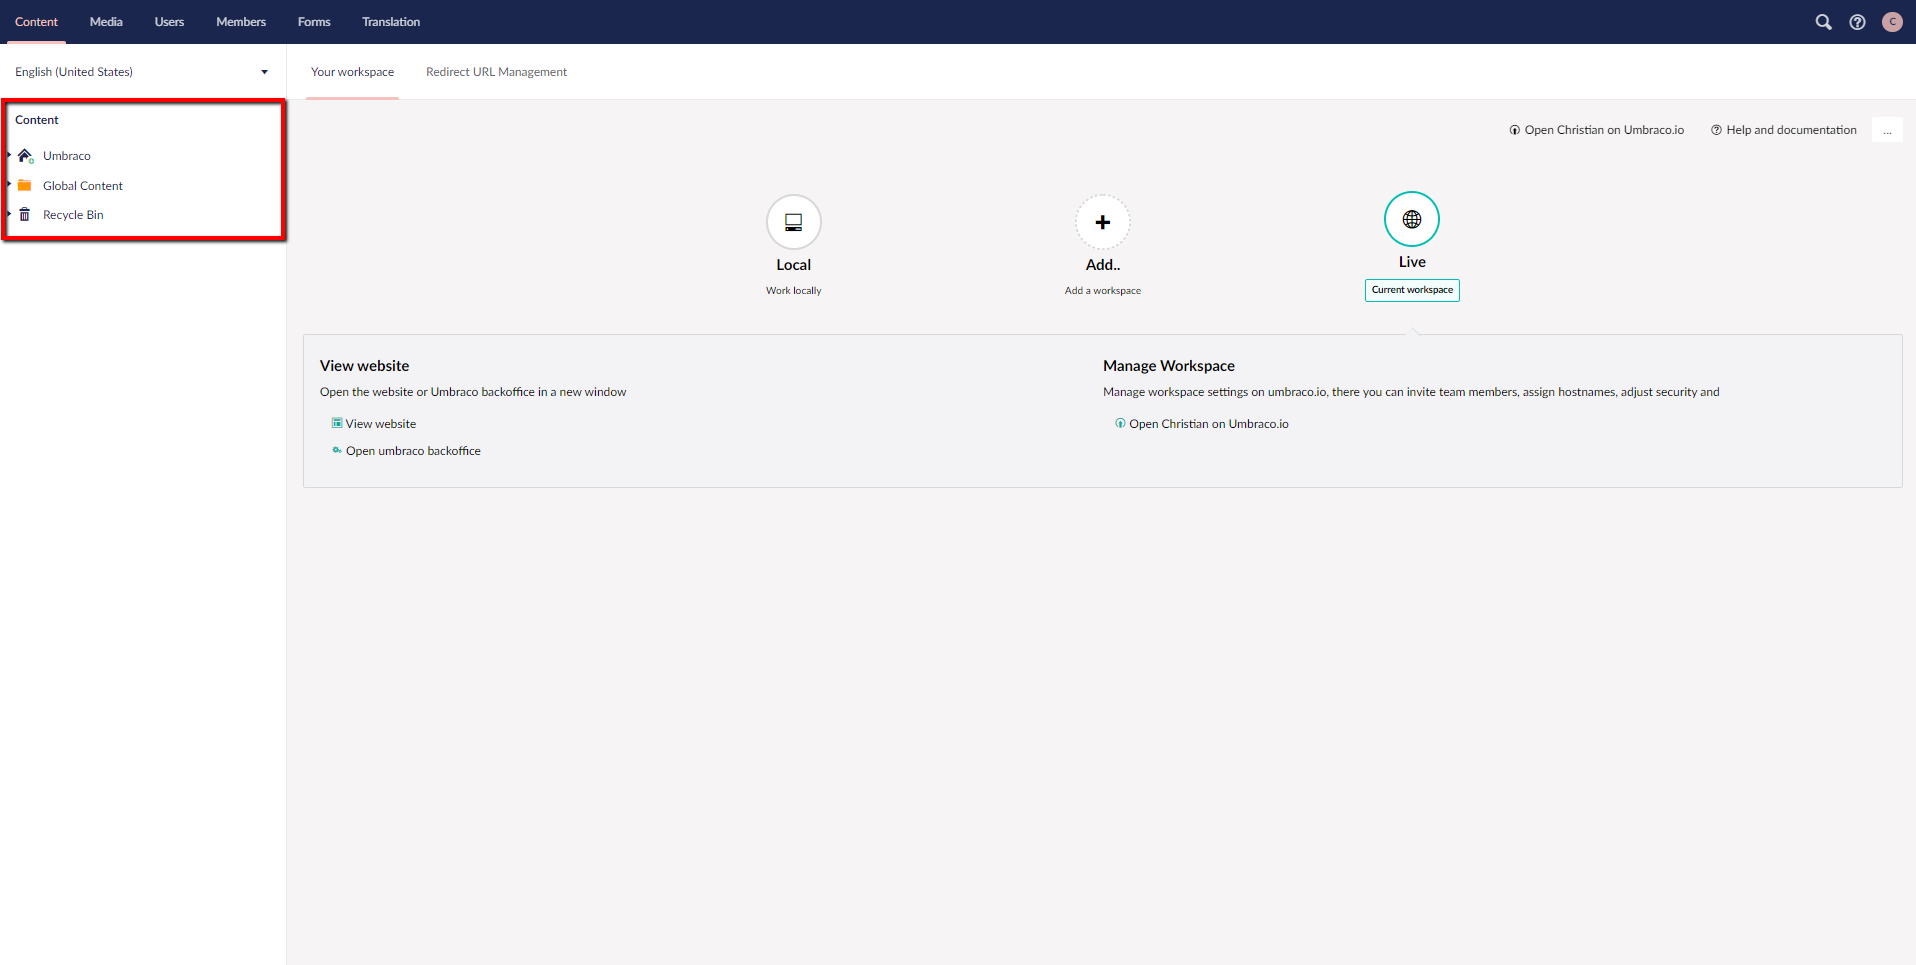 Content Media Users Members Forms Translation C
English (United States)
Your workspace Redirect URL Management
Content
Umbraco
Global Content
Recycle Bin
Open Christian on Umbraco.io Help and documentation ...
Local
Work locally
Add..
Add a workspace
Live
Current workspace
View website
Open the website or Umbraco backoffice in a new window
View website
Open umbraco backoffice
Manage Workspace
Manage workspace settings on umbraco.io, there you can invite team members, assign hostnames, adjust security and
Open Christian on Umbraco.io